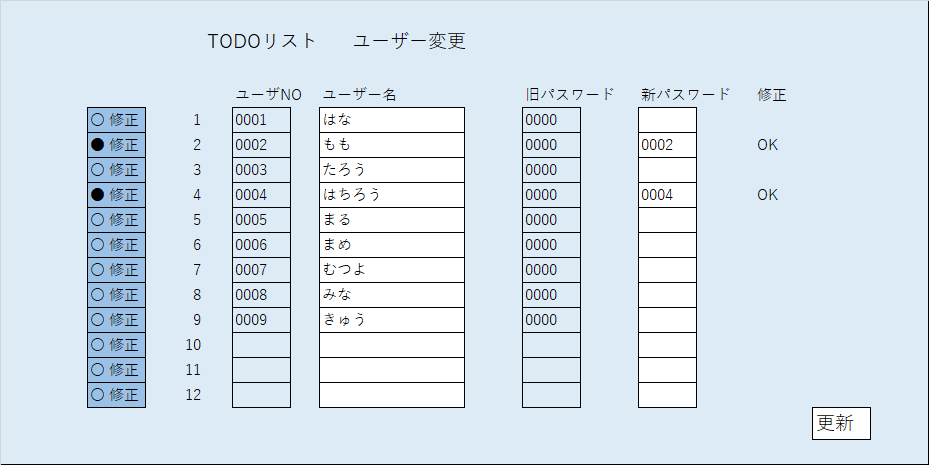 TODOリスト　　ユーザー変更
ユーザNO　ユーザー名　旧パスワード　新パスワード　修正
○ 修正　1　0001　はな　0000
● 修正　2　0002　もも　0000　0002　OK
○ 修正　3　0003　たろう　0000
● 修正　4　0004　はちろう　0000　0004　OK
○ 修正　5　0005　まる　0000
○ 修正　6　0006　まめ　0000
○ 修正　7　0007　むつよ　0000
○ 修正　8　0008　みな　0000
○ 修正　9　0009　きゅう　0000
○ 修正　10
○ 修正　11
○ 修正　12
更新